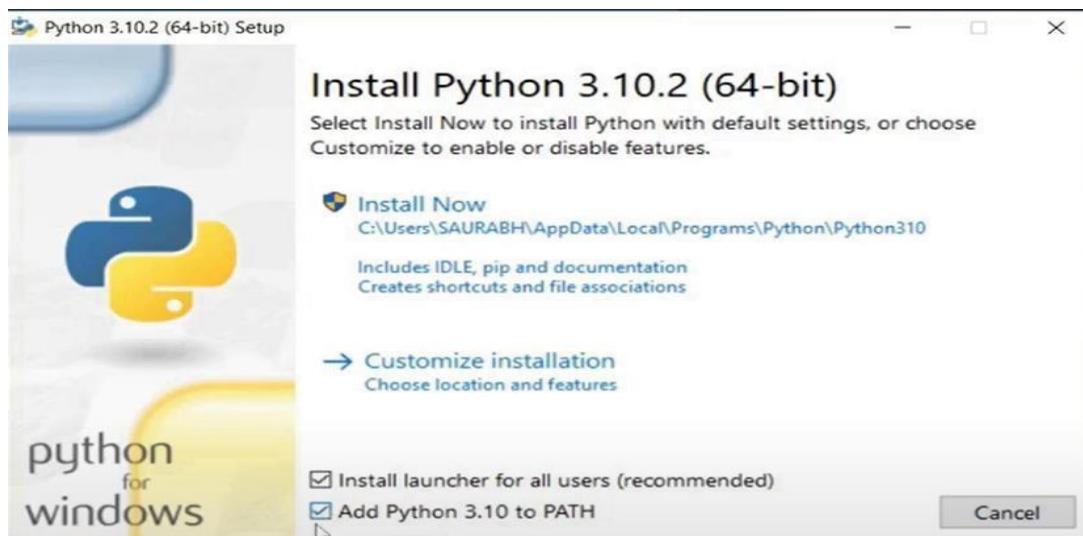 Python 3.10.2 (64-bit) Setup
Install Python 3.10.2 (64-bit)
Select Install Now to install Python with default settings, or choose
Customize to enable or disable features.
Install Now
C:\Users\SAURABH\AppData\Local\Programs\Python\Python310
Includes IDLE, pip and documentation
Creates shortcuts and file associations
Customize installation
Choose location and features
python
for
windows
Install launcher for all users (recommended)
Add Python 3.10 to PATH
Cancel